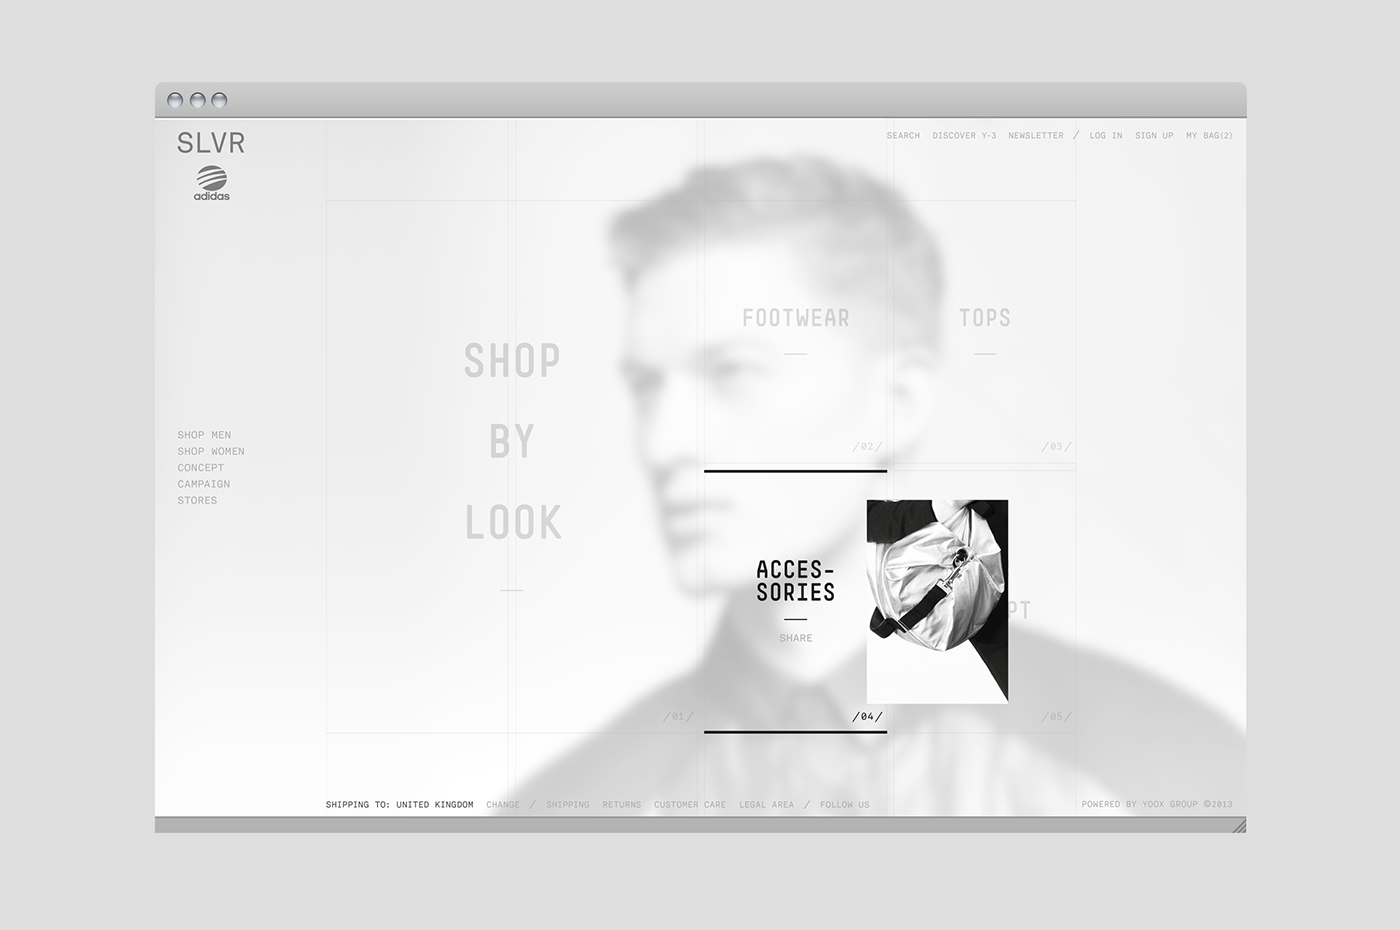 SLVR
adidas
SEARCH DISCOVER Y-3 NEWSLETTER / LOG IN SIGN UP MY BAG(2)
SHOP MEN
SHOP WOMEN
CONCEPT
CAMPAIGN
STORES
SHOP
BY
LOOK
/01/
FOOTWEAR
/02/
TOPS
/03/
ACCES-
SORIES
SHARE
/04/
PT
/05/
SHIPPING TO: UNITED KINGDOM CHANGE / SHIPPING RETURNS CUSTOMER CARE LEGAL AREA / FOLLOW US
POWERED BY YOOX GROUP ©2013